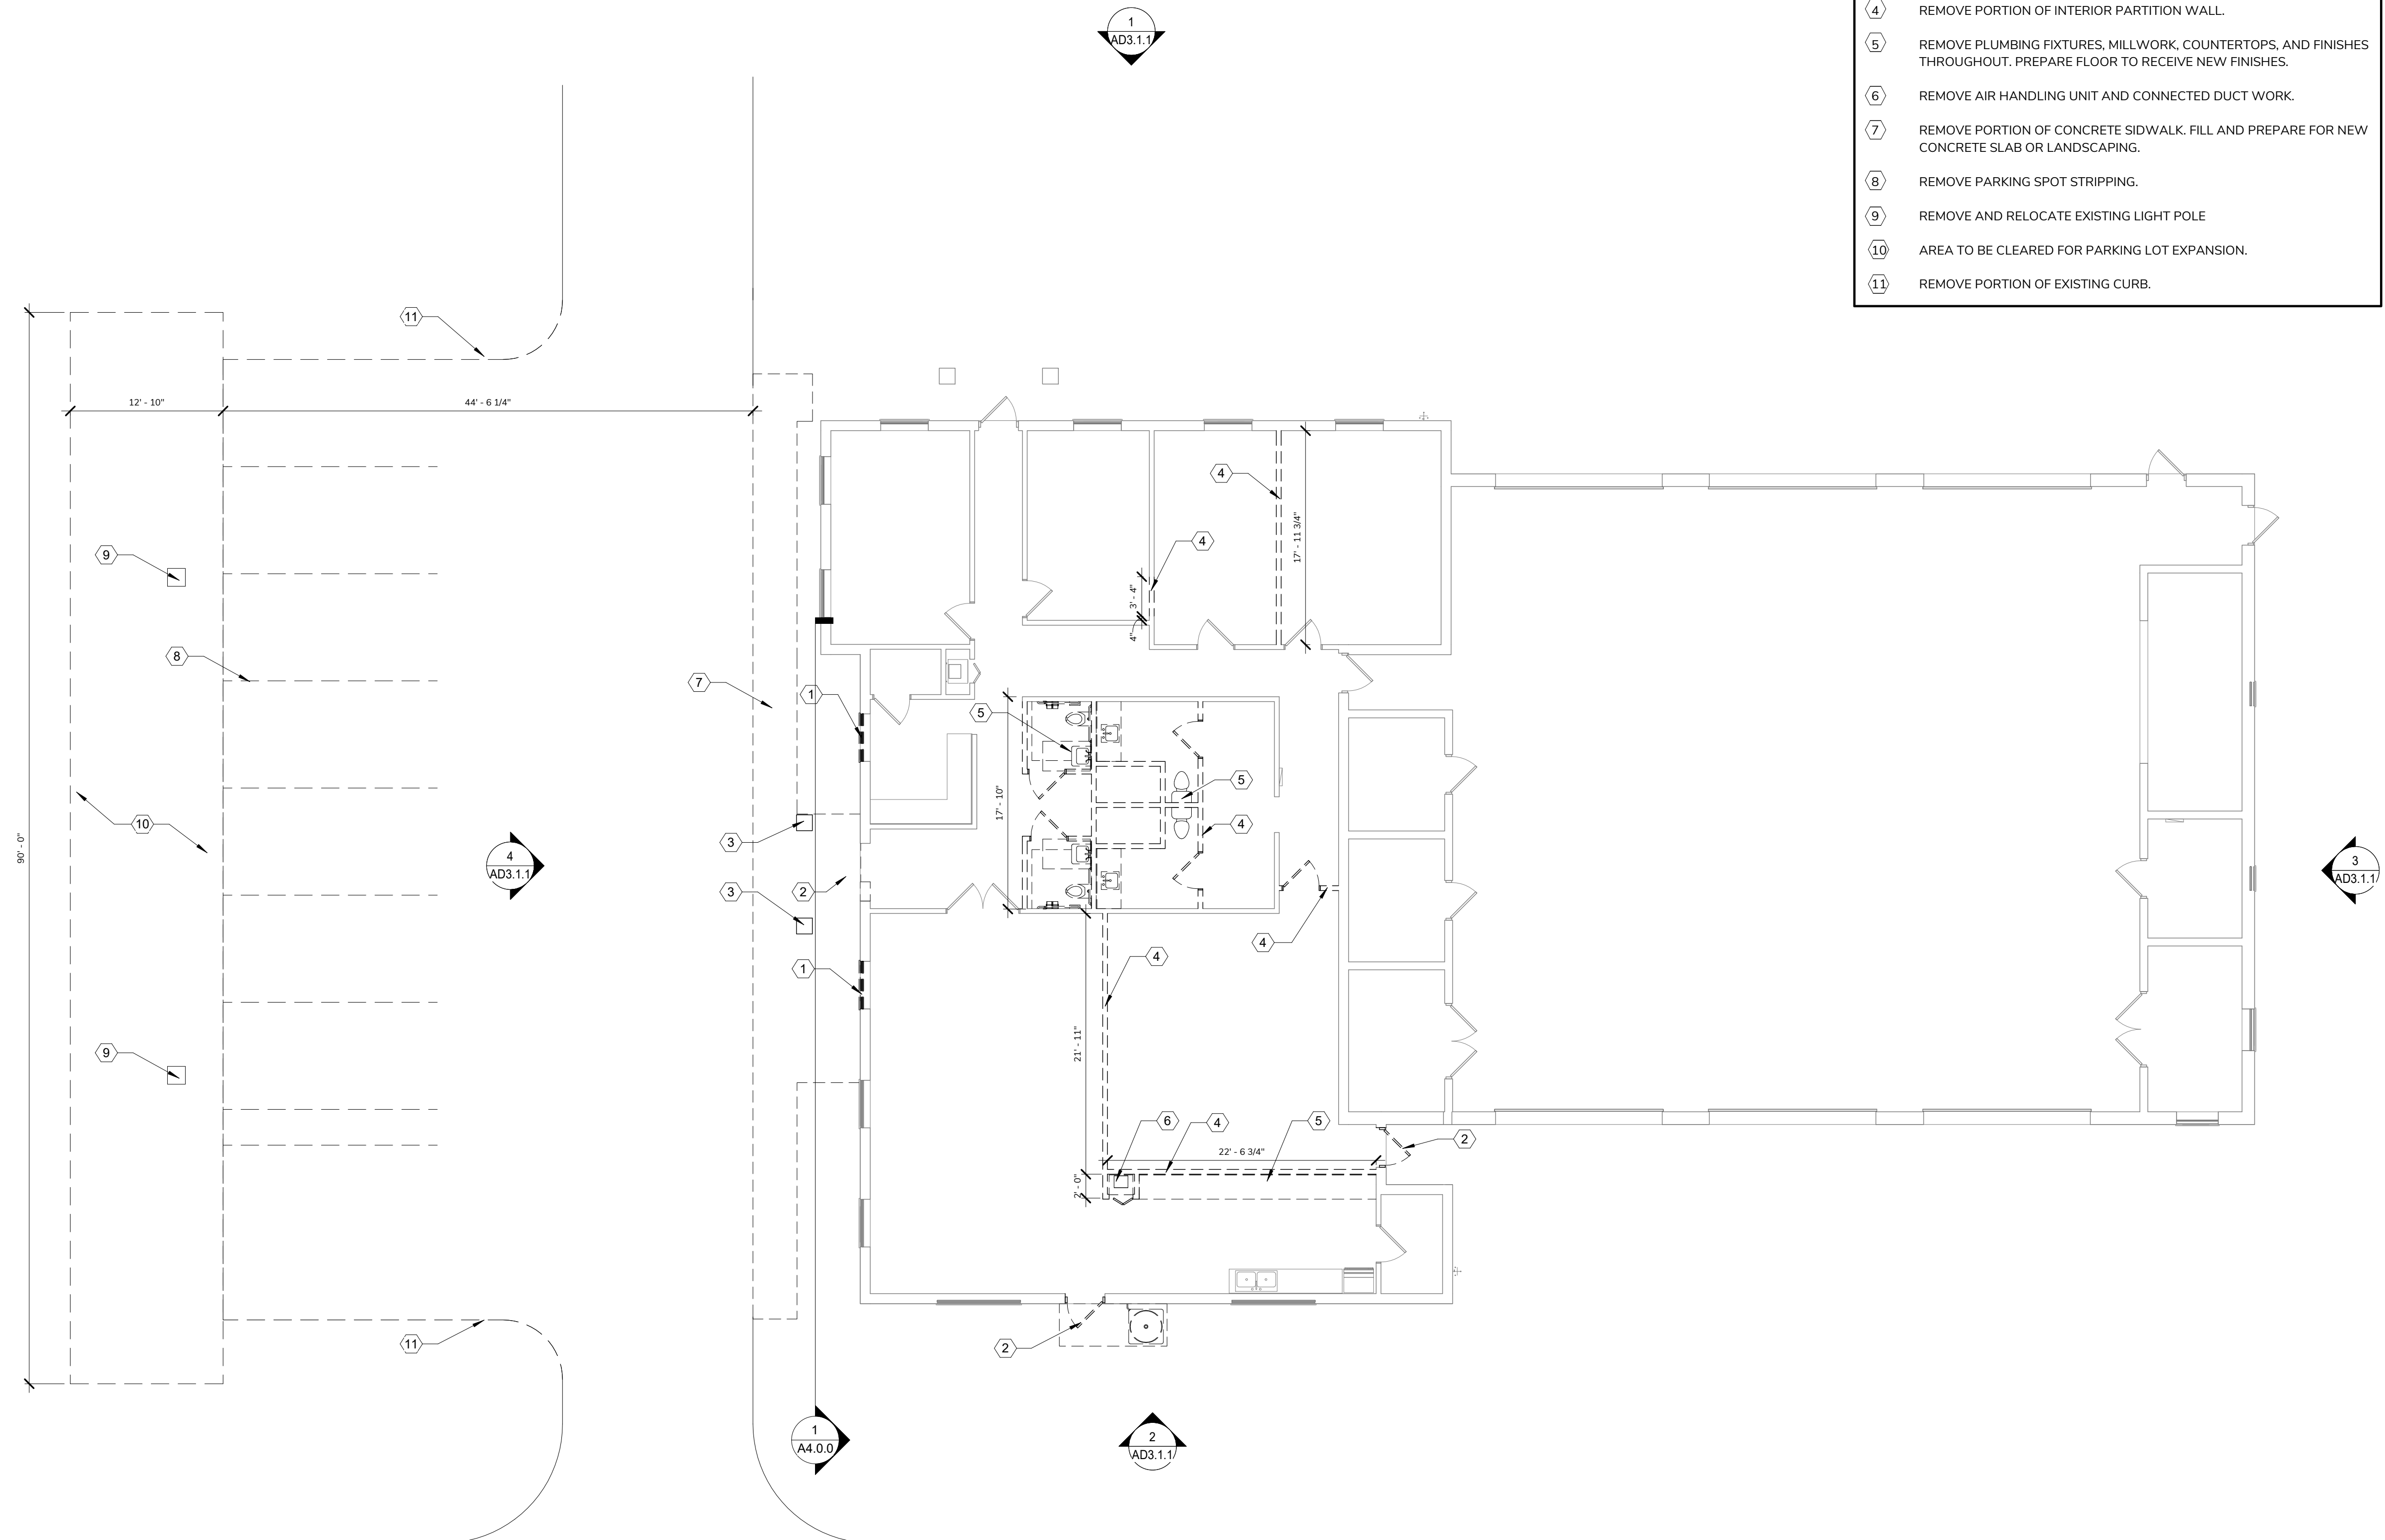 1
AD3.1.1
4
REMOVE PORTION OF INTERIOR PARTITION WALL.
5
REMOVE PLUMBING FIXTURES, MILLWORK, COUNTERTOPS, AND FINISHES
THROUGHOUT. PREPARE FLOOR TO RECEIVE NEW FINISHES.
6
REMOVE AIR HANDLING UNIT AND CONNECTED DUCT WORK.
7
REMOVE PORTION OF CONCRETE SIDWALK. FILL AND PREPARE FOR NEW
CONCRETE SLAB OR LANDSCAPING.
8
REMOVE PARKING SPOT STRIPPING.
9
REMOVE AND RELOCATE EXISTING LIGHT POLE
10
AREA TO BE CLEARED FOR PARKING LOT EXPANSION.
11
REMOVE PORTION OF EXISTING CURB.
11
12' - 10"
44' - 6 1/4"
4
17' - 11 3/4"
4
9
3' - 4"
4"
8
7
1
5
5
17' - 10"
4
10
90' - 0"
3
4
AD3.1.1
3
AD3.1.1
3
2
4
4
1
21' - 11"
9
6
4
5
2
22' - 6 3/4"
2' - 0"
11
2
1
A4.0.0
2
AD3.1.1